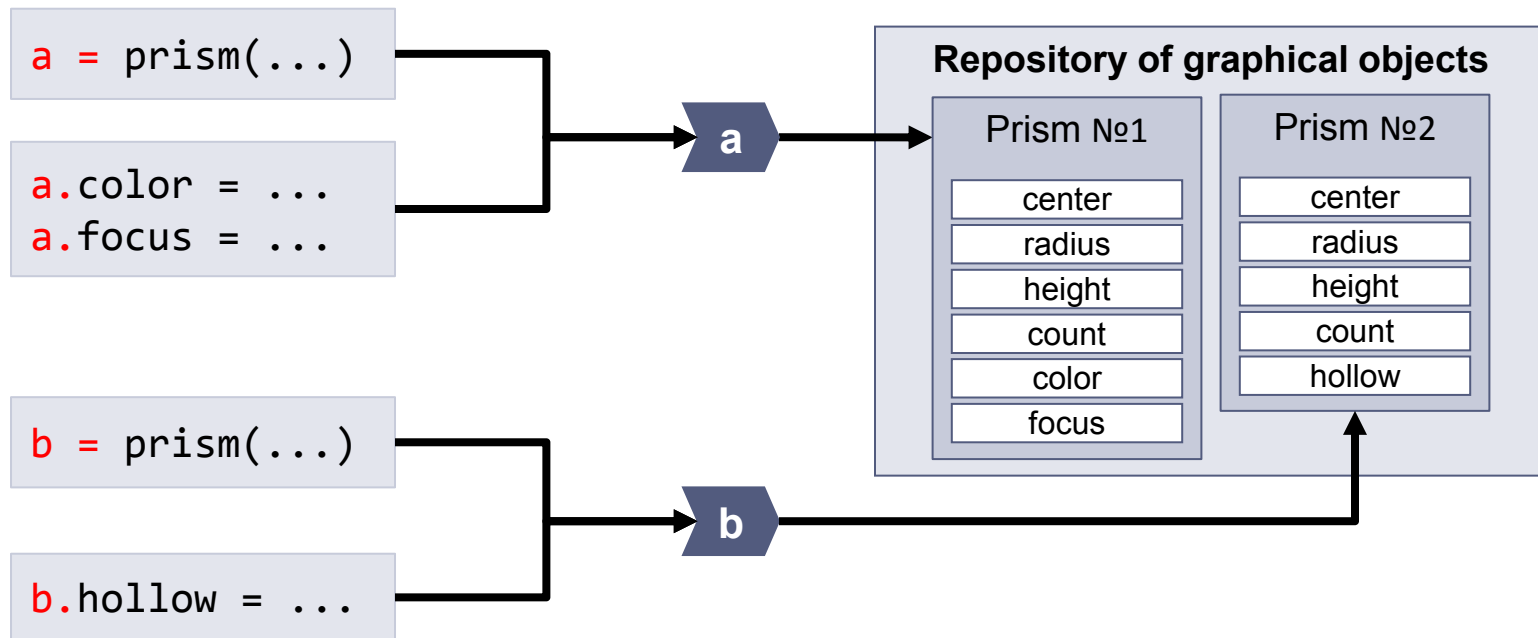 a = prism(...)
a.color = ...
a.focus = ...
a
b = prism(...)
b.hollow = ...
b
Repository of graphical objects
Prism №1
center
radius
height
count
color
focus
Prism №2
center
radius
height
count
hollow